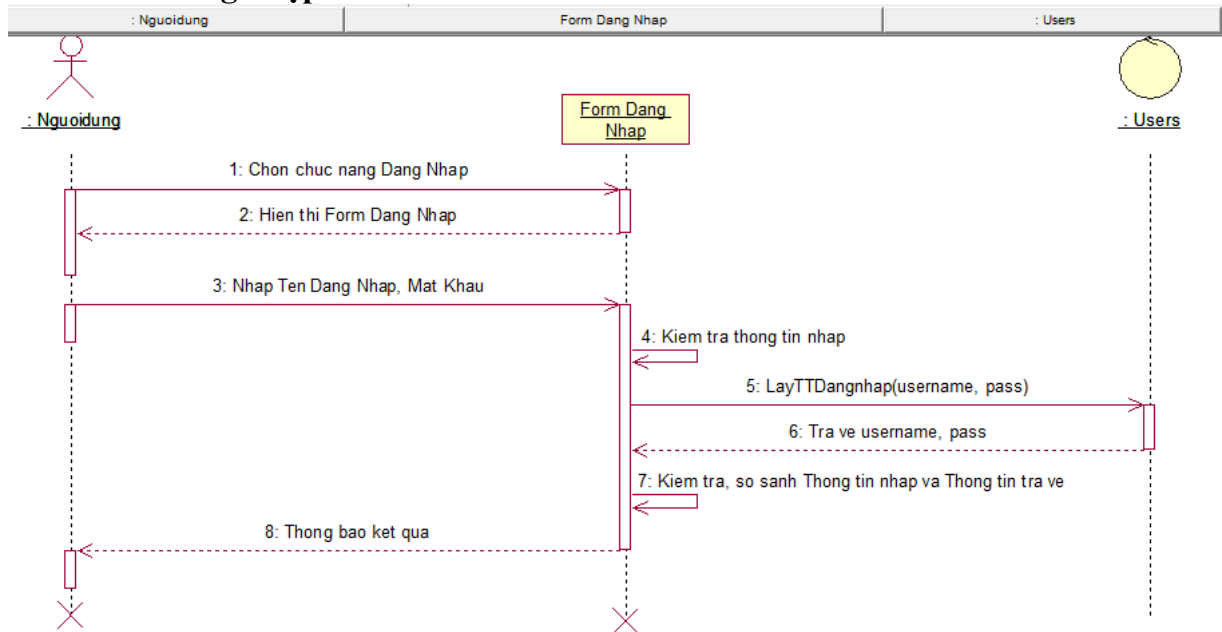 : Nguoidung
Form Dang Nhap
: Users
: Nguoidung
Form Dang
Nhap
: Users
1: Chon chuc nang Dang Nhap
2: Hien thi Form Dang Nhap
3: Nhap Ten Dang Nhap, Mat Khau
4: Kiem tra thong tin nhap
5: LayTTDangnhap(username, pass)
6: Tra ve username, pass
7: Kiem tra, so sanh Thong tin nhap va Thong tin tra ve
8: Thong bao ket qua